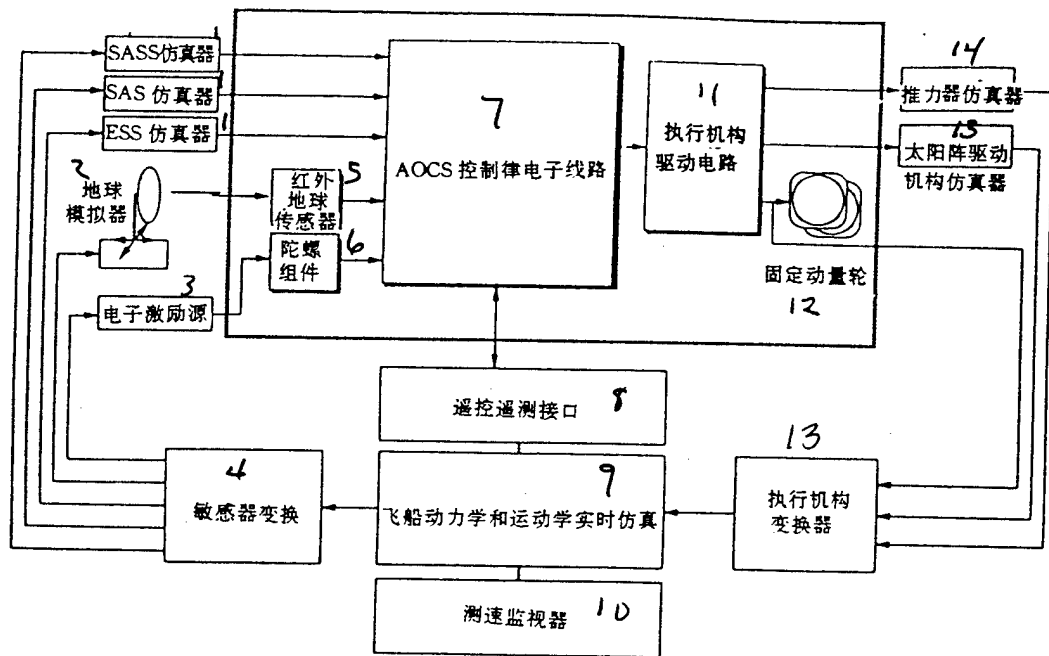 SASS仿真器 1
SAS 仿真器 1
ESS 仿真器 1
2
地球
模拟器
3
电子激励源
红外
地球
传感器
5
陀螺
组件
6
7
AOCS 控制律电子线路
11
执行机构
驱动电路
固定动量轮
12
14
推力器仿真器
15
太阳阵驱动
机构仿真器
遥控遥测接口 8
4
敏感器变换
9
飞船动力学和运动学实时仿真
13
执行机构
变换器
测速监视器 10